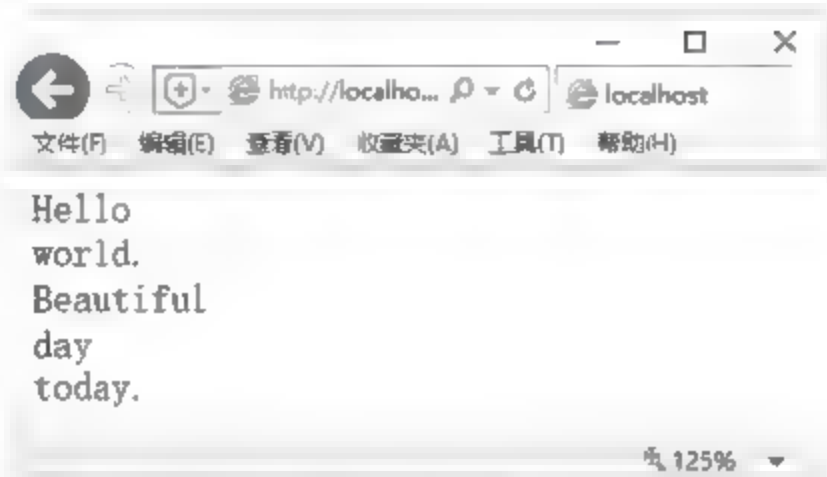 http://localho...
localhost
文件(F) 编辑(E) 查看(V) 收藏夹(A) 工具(T) 帮助(H)
Hello
world.
Beautiful
day
today.
125%